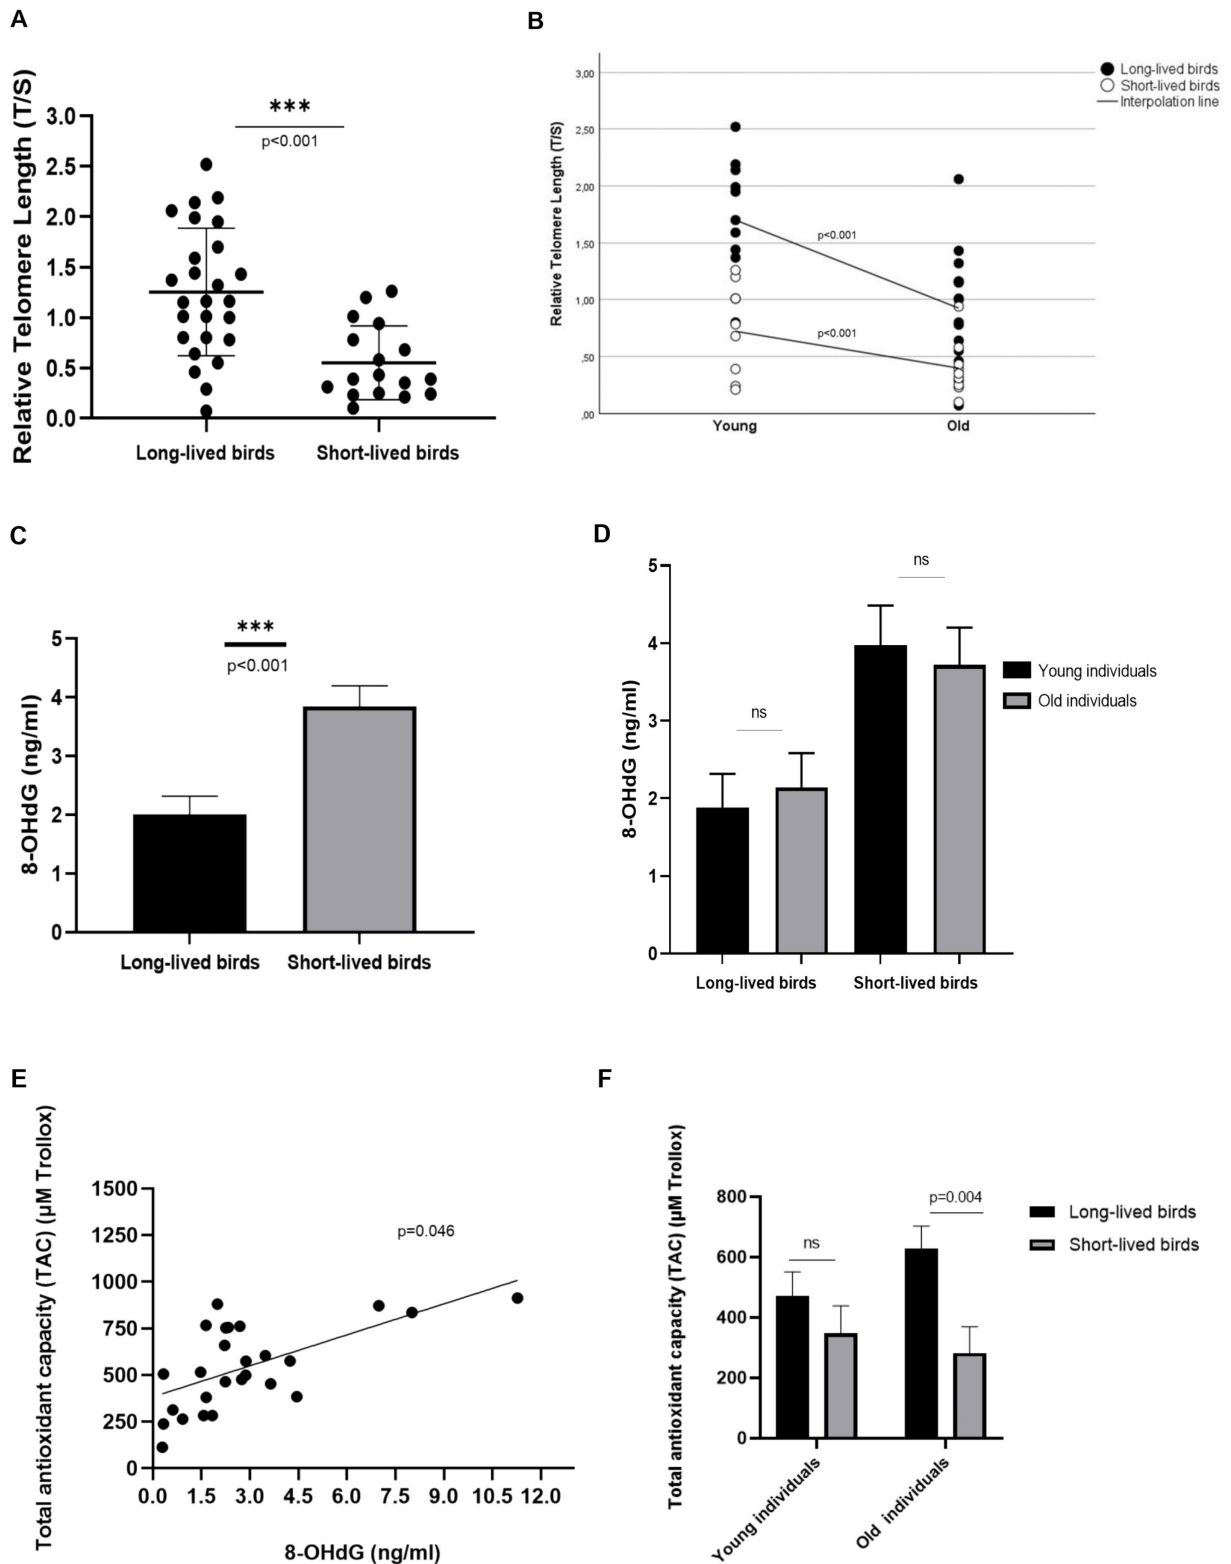 A
Relative Telomere Length (T/S)
3.0
2.5
2.0
1.5
1.0
0.5
0.0
***
p<0.001
Long-lived birds
Short-lived birds
B
Relative Telomere Length (T/S)
3,00
2,50
2,00
1,50
1,00
,50
,00
p<0.001
p<0.001
Young
Old
Long-lived birds
Short-lived birds
Interpolation line
C
8-OHdG (ng/ml)
5
4
3
2
1
0
***
p<0.001
Long-lived birds
Short-lived birds
D
8-OHdG (ng/ml)
5
4
3
2
1
0
ns
ns
Long-lived birds
Short-lived birds
Young individuals
Old individuals
E
Total antioxidant capacity (TAC) (µM Trollox)
1500
1250
1000
750
500
250
0
p=0.046
0.0 1.5 3.0 4.5 6.0 7.5 9.0 10.5 12.0
8-OHdG (ng/ml)
F
Total antioxidant capacity (TAC) (µM Trollox)
800
600
400
200
0
ns
p=0.004
Young individuals
Old individuals
Long-lived birds
Short-lived birds